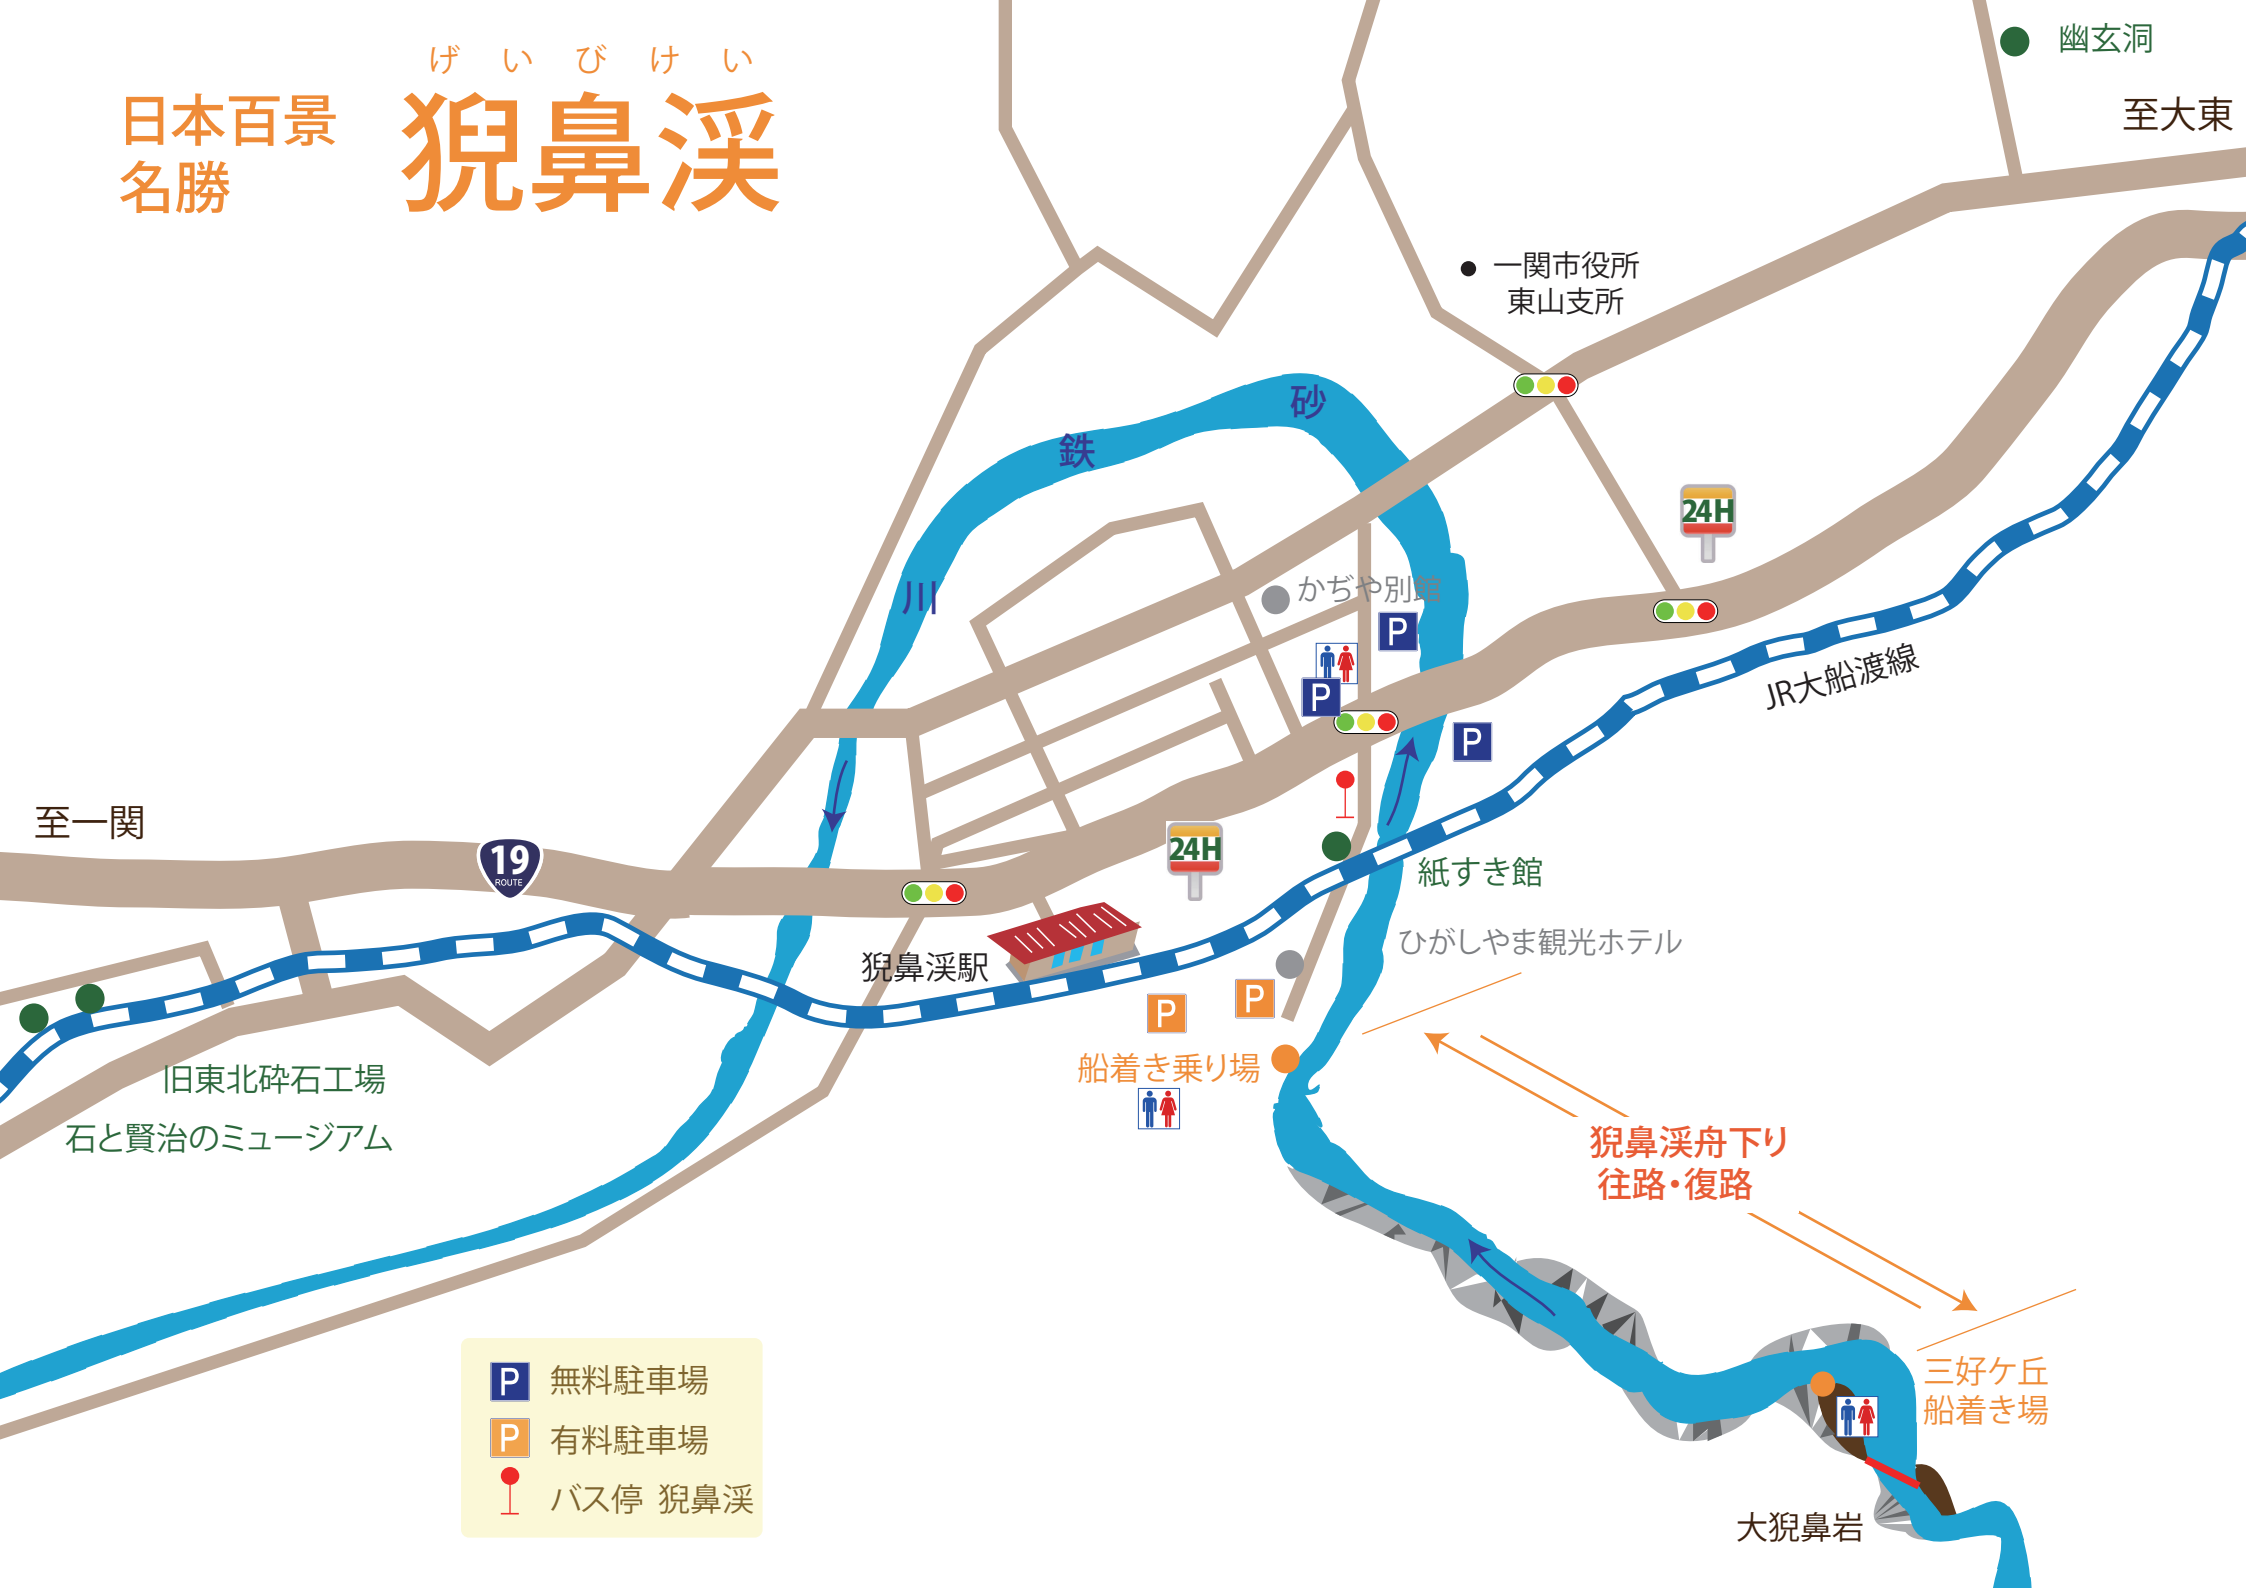 げいびけい
日本百景
名勝
猊鼻渓
幽玄洞
至大東
一関市役所
東山支所
砂
鉄
川
24H
かぢや別館
P
P
P
JR大船渡線
至一関
19
ROUTE
24H
紙すき館
猊鼻渓駅
ひがしやま観光ホテル
P
P
船着き乗り場
旧東北砕石工場
石と賢治のミュージアム
猊鼻渓舟下り
往路・復路
三好ケ丘
船着き場
大猊鼻岩
P 無料駐車場
P 有料駐車場
バス停 猊鼻渓